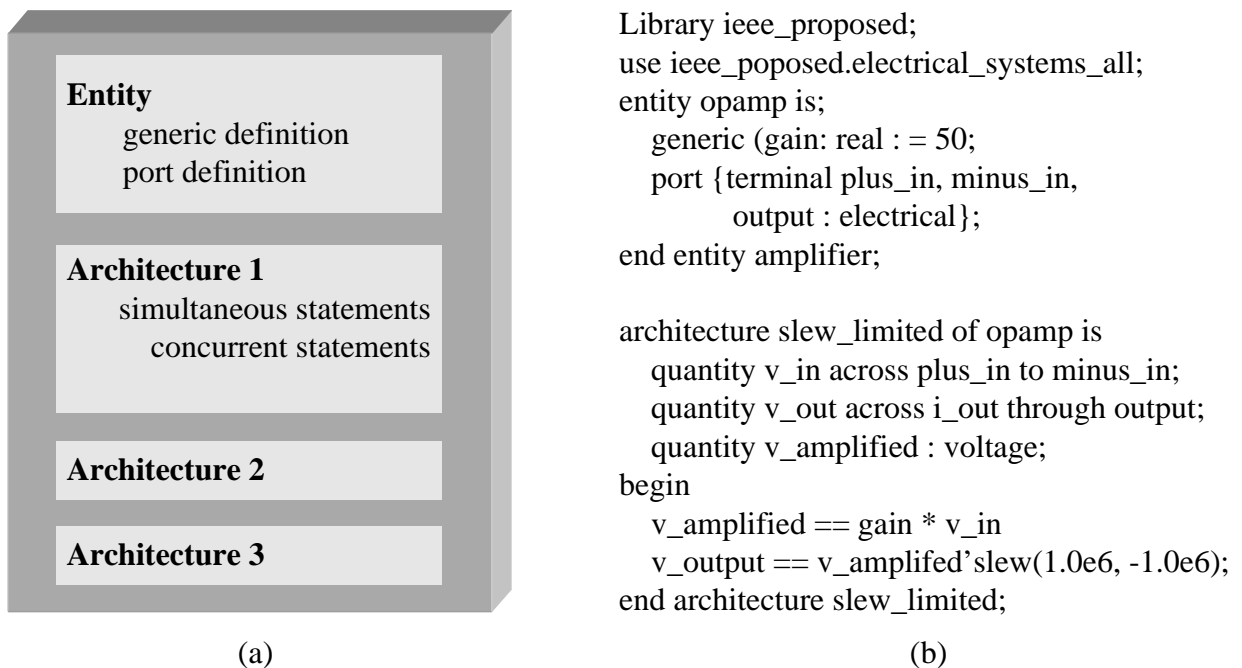 Entity
generic definition
port definition
Architecture 1
simultaneous statements
concurrent statements
Architecture 2
Architecture 3
(a)
Library ieee_proposed;
use ieee_poposed.electrical_systems_all;
entity opamp is;
generic (gain: real : = 50;
port {terminal plus_in, minus_in,
output : electrical};
end entity amplifier;
architecture slew_limited of opamp is
quantity v_in across plus_in to minus_in;
quantity v_out across i_out through output;
quantity v_amplified : voltage;
begin
v_amplified == gain * v_in
v_output == v_amplifed’slew(1.0e6, -1.0e6);
end architecture slew_limited;
(b)